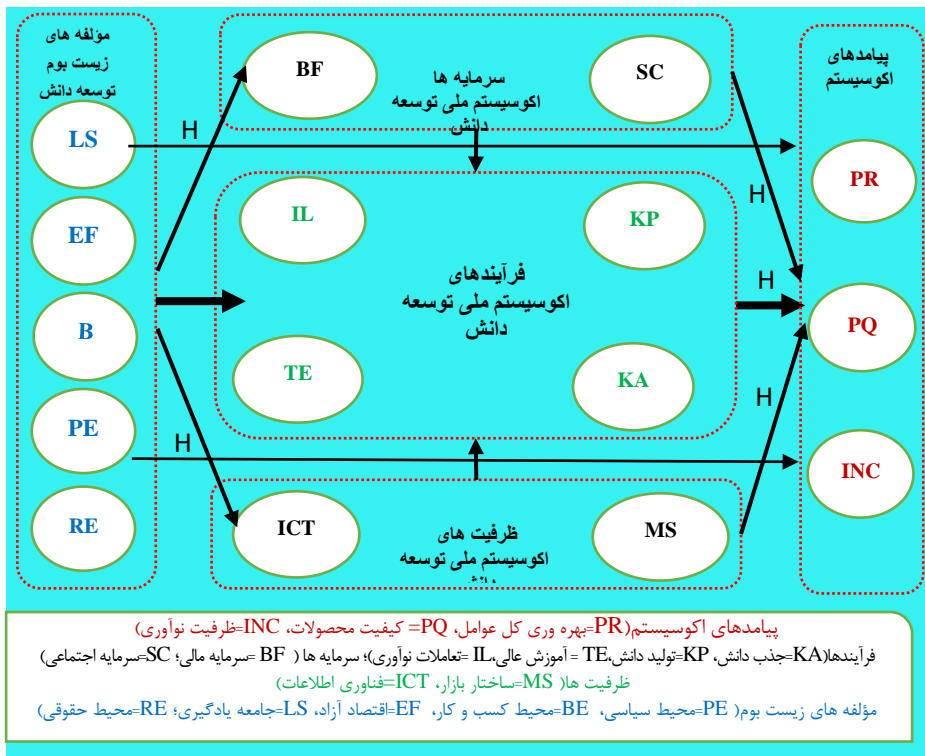 مؤلفه های
زیست بوم
توسعه دانش
LS
EF
B
PE
RE
H
H
BF
SC
سرمایه ها
اکوسیستم ملی توسعه
دانش
IL
KP
فرآیندهای
اکوسیستم ملی توسعه
دانش
TE
KA
ICT
MS
ظرفیت های
اکوسیستم ملی توسعه
H
H
H
پیامدهای
اکوسیستم
PR
PQ
INC
پیامدهای اکوسیستم(PR=بهره وری کل عوامل، PQ= کیفیت محصولات، INC=ظرفیت نوآوری)
فرآیندها(KA=جذب دانش، KP=تولید دانش،TE = آموزش عالی،IL =تعاملات نوآوری)؛ سرمایه ها ( BF =سرمایه مالی؛ SC=سرمایه اجتماعی)
ظرفیت ها( MS=ساختار بازار، ICT=فناوری اطلاعات)
مؤلفه های زیست بوم( PE=محیط سیاسی، BE=محیط کسب و کار، EF=اقتصاد آزاد، LS=جامعه یادگیری؛ RE=محیط حقوقی)